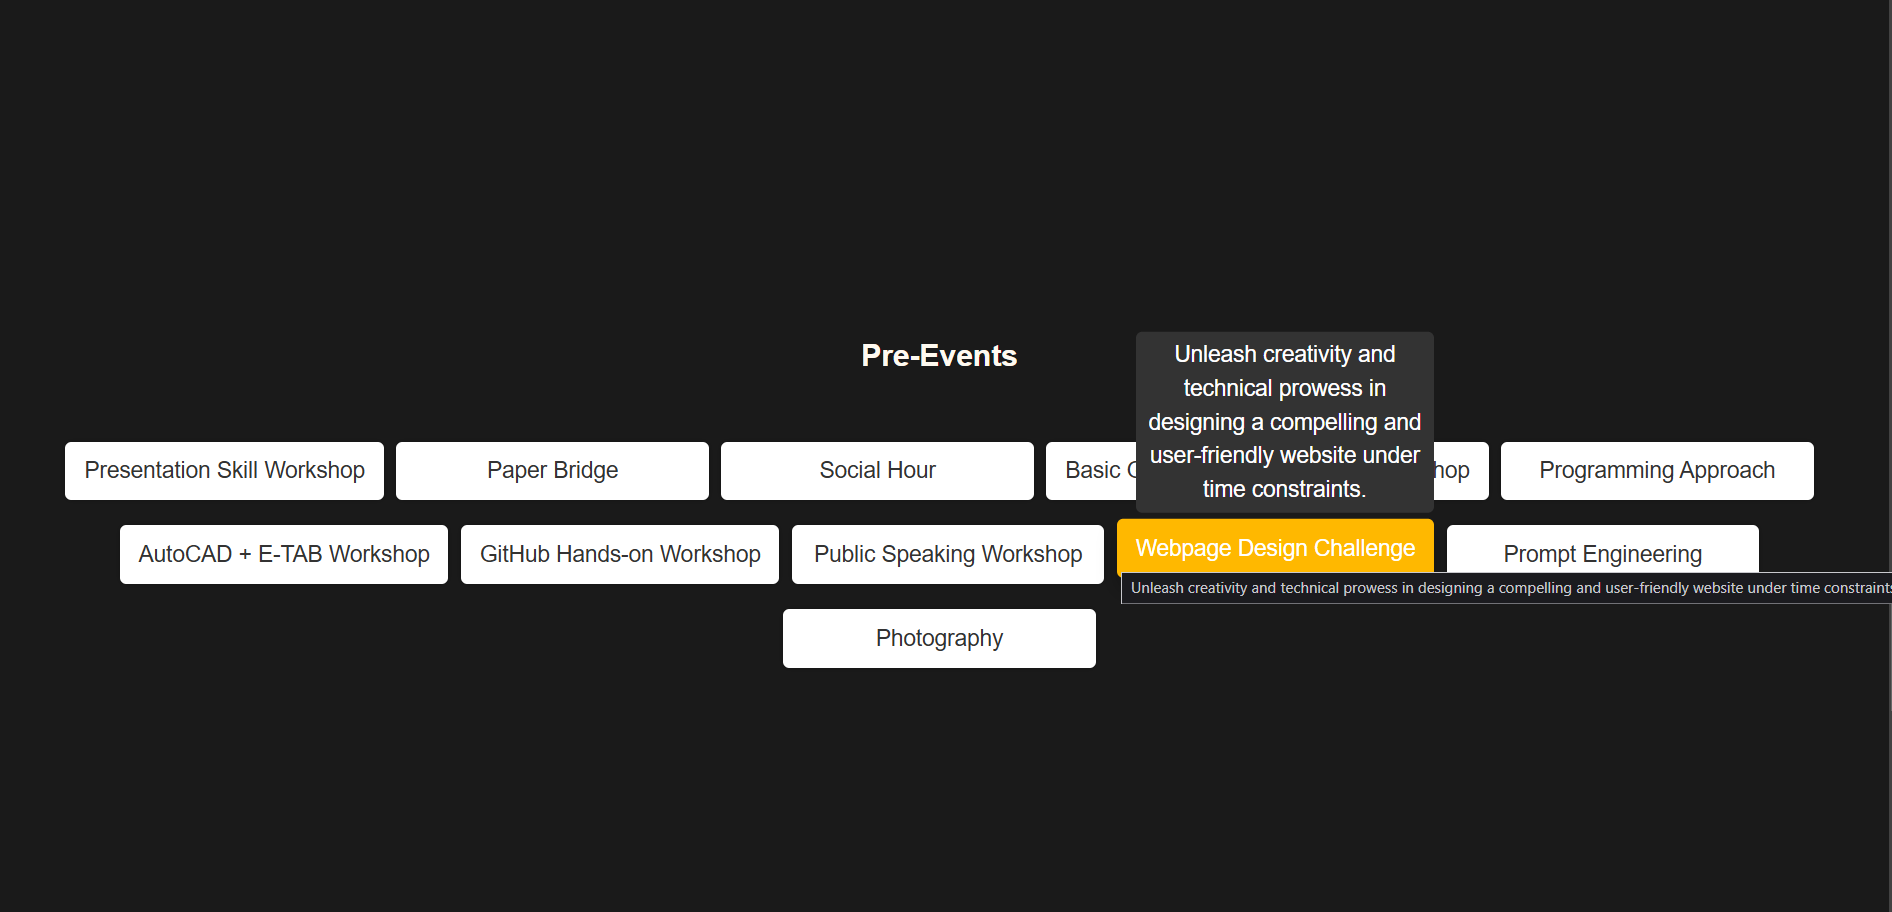 Pre-Events
Unleash creativity and
technical prowess in
designing a compelling and
user-friendly website under
time constraints.
Presentation Skill Workshop
Paper Bridge
Social Hour
Basic
Programming Approach
AutoCAD + E-TAB Workshop
GitHub Hands-on Workshop
Public Speaking Workshop
Webpage Design Challenge
Prompt Engineering
Unleash creativity and technical prowess in designing a compelling and user-friendly website under time constraints
Photography